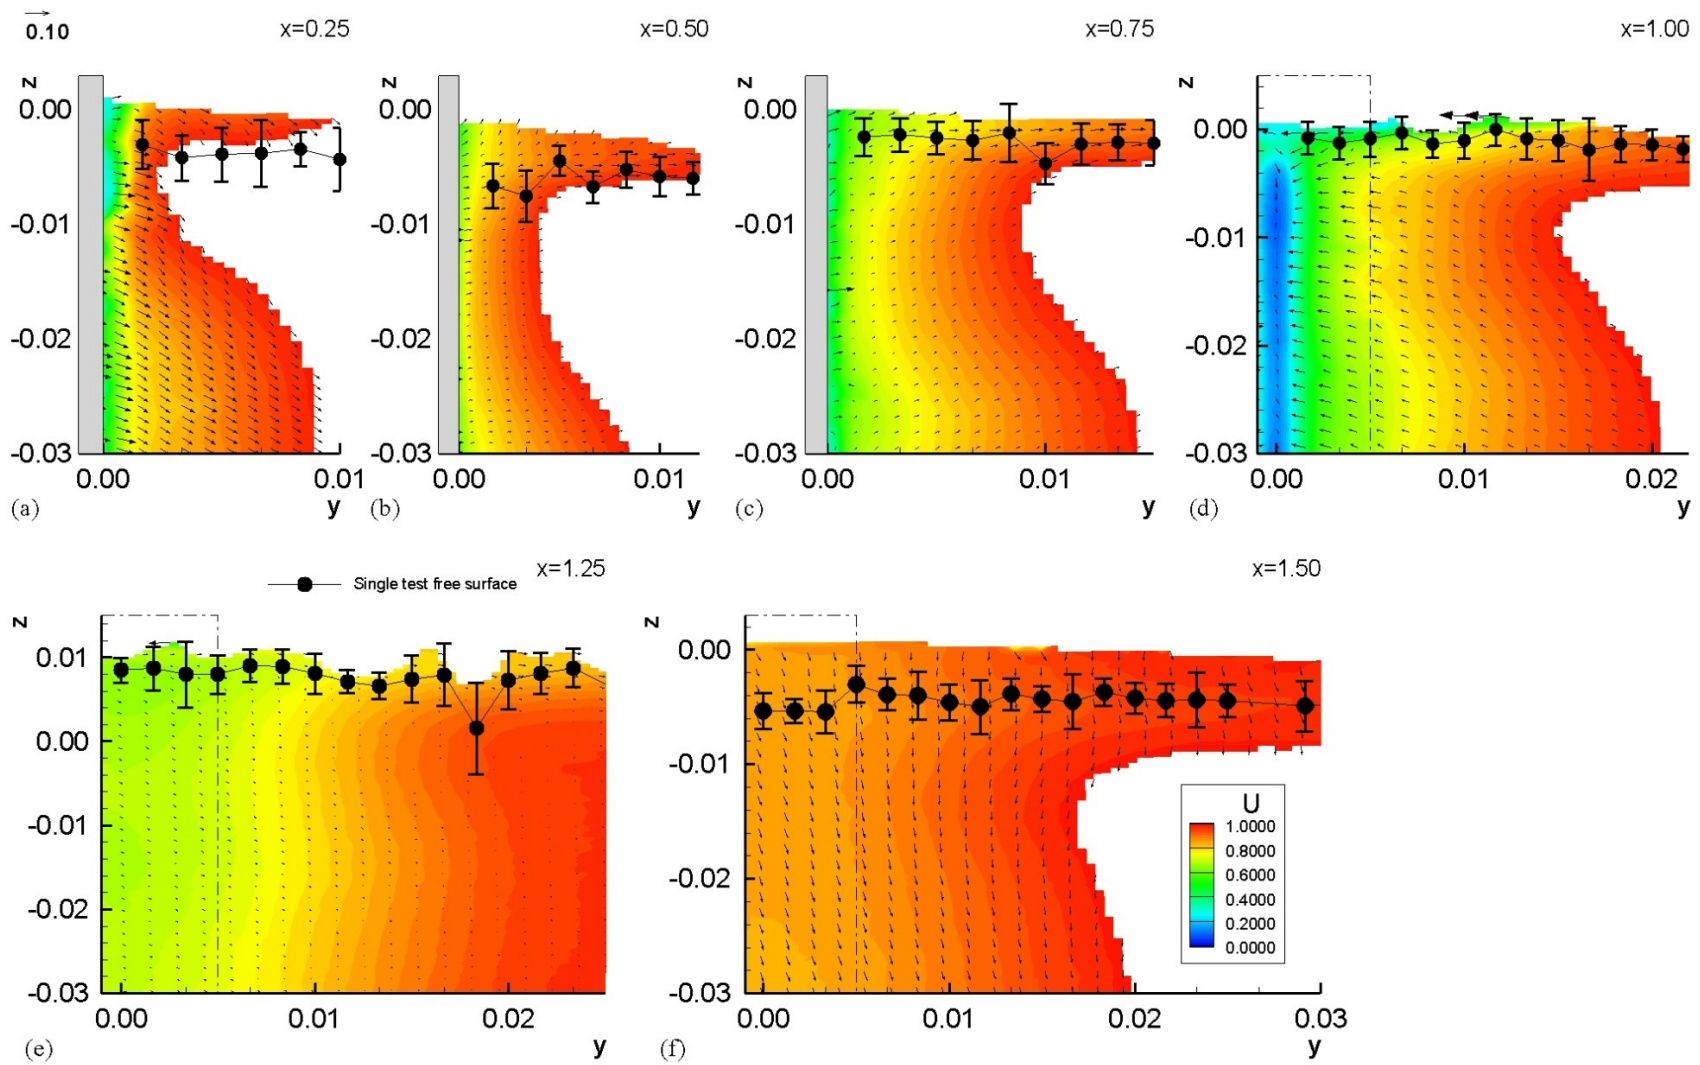 0.10
x=0.25
x=0.50
x=0.75
x=1.00
z
z
z
z
0.00
0.00
0.00
0.00
-0.01
-0.01
-0.01
-0.01
-0.02
-0.02
-0.02
-0.02
-0.03
-0.03
-0.03
-0.03
0.00 0.01
0.00 0.01
0.00 0.01
0.00 0.01 0.02
(a) y
(b) y
(c) y
(d) y
Single test free surface
x=1.25
x=1.50
z
z
0.01
0.00
-0.01
-0.02
-0.03
0.00
-0.01
-0.02
-0.03
U
1.0000
0.8000
0.6000
0.4000
0.2000
0.0000
0.00 0.01 0.02
0.00 0.01 0.02 0.03
(e) y
(f) y